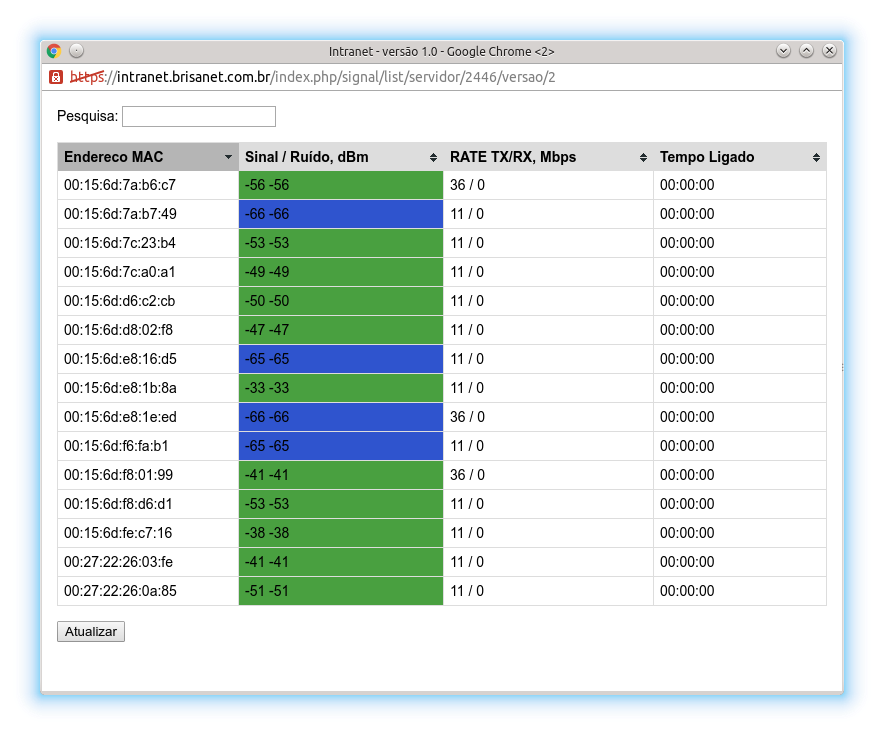 Intranet - versão 1.0 - Google Chrome <2>
https://intranet.brisanet.com.br/index.php/signal/list/servidor/2446/versao/2
Pesquisa:
Endereco MAC Sinal / Ruído, dBm RATE TX/RX, Mbps Tempo Ligado
00:15:6d:7a:b6:c7 -56 -56 36 / 0 00:00:00
00:15:6d:7a:b7:49 -66 -66 11 / 0 00:00:00
00:15:6d:7c:23:b4 -53 -53 11 / 0 00:00:00
00:15:6d:7c:a0:a1 -49 -49 11 / 0 00:00:00
00:15:6d:d6:c2:cb -50 -50 11 / 0 00:00:00
00:15:6d:d8:02:f8 -47 -47 11 / 0 00:00:00
00:15:6d:e8:16:d5 -65 -65 11 / 0 00:00:00
00:15:6d:e8:1b:8a -33 -33 11 / 0 00:00:00
00:15:6d:e8:1e:ed -66 -66 36 / 0 00:00:00
00:15:6d:f6:fa:b1 -65 -65 11 / 0 00:00:00
00:15:6d:f8:01:99 -41 -41 36 / 0 00:00:00
00:15:6d:f8:d6:d1 -53 -53 11 / 0 00:00:00
00:15:6d:fe:c7:16 -38 -38 11 / 0 00:00:00
00:27:22:26:03:fe -41 -41 11 / 0 00:00:00
00:27:22:26:0a:85 -51 -51 11 / 0 00:00:00
Atualizar